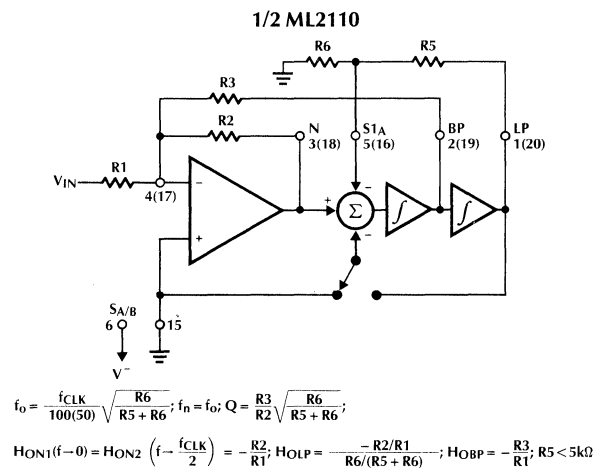 1/2 ML2110
R6
R5
R3
R2
N
3(18)
S1A
5(16)
BP
2(19)
LP
1(20)
R1
VIN
4(17)
−
+
+
Σ
−
−
∫
∫
SA/B
6
15
V−
fo = fCLK/100(50) √(R6/(R5 + R6)); fn = fo; Q = R3/R2 √(R6/(R5 + R6));
HON1(f→0) = HON2 (f→ fCLK/2) = −R2/R1; HOLP = −R2/R1/(R6/(R5 + R6)); HOBP = −R3/R1; R5<5kΩ